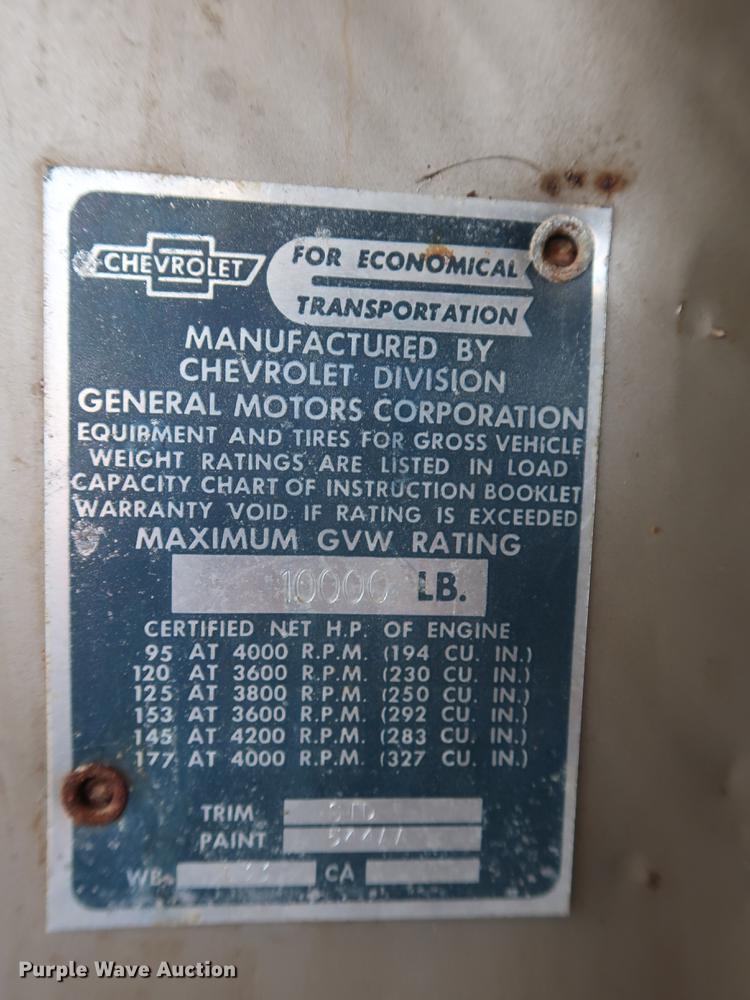 CHEVROLET
FOR ECONOMICAL
TRANSPORTATION
MANUFACTURED BY
CHEVROLET DIVISION
GENERAL MOTORS CORPORATION
EQUIPMENT AND TIRES FOR GROSS VEHICLE
WEIGHT RATINGS ARE LISTED IN LOAD
CAPACITY CHART OF INSTRUCTION BOOKLET
WARRANTY VOID IF RATING IS EXCEEDED
MAXIMUM GVW RATING
10000 LB.
CERTIFIED NET H.P. OF ENGINE
95 AT 4000 R.P.M. (194 CU. IN.)
120 AT 3600 R.P.M. (230 CU. IN.)
125 AT 3800 R.P.M. (250 CU. IN.)
153 AT 3600 R.P.M. (292 CU. IN.)
145 AT 4200 R.P.M. (283 CU. IN.)
177 AT 4000 R.P.M. (327 CU. IN.)
TRIM STD
PAINT
WB CA
Purple Wave Auction